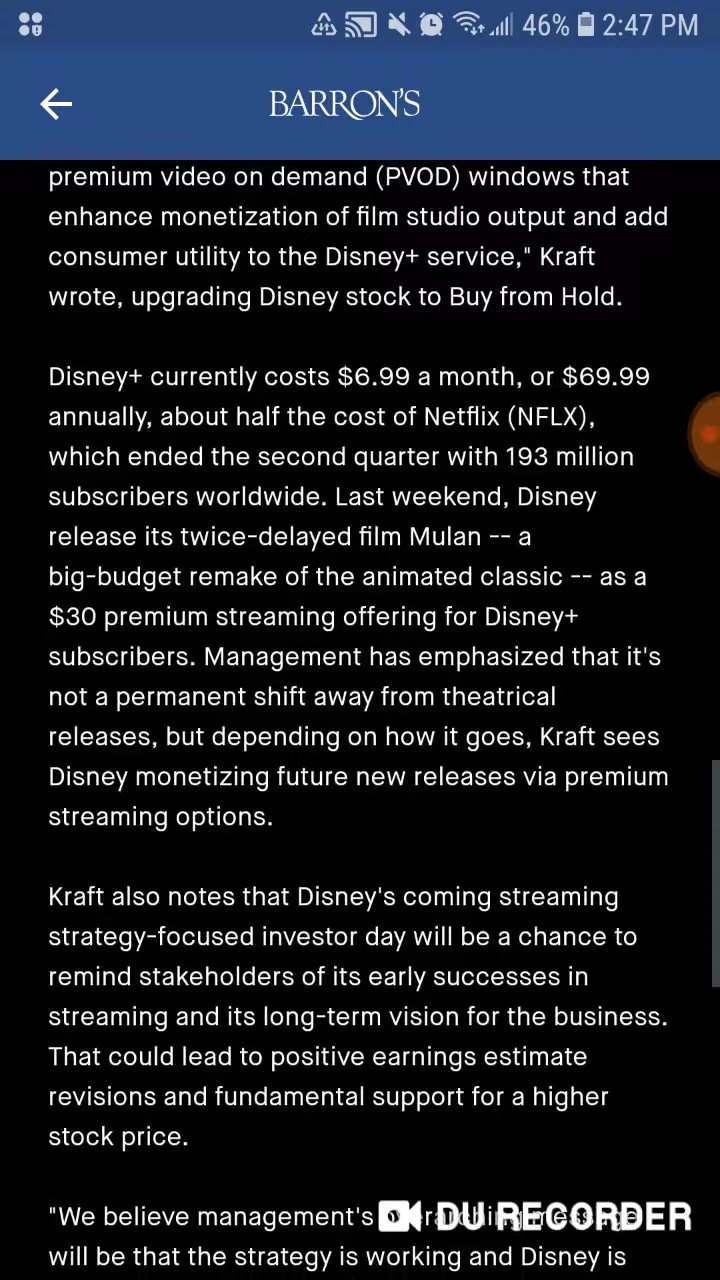 46% 2:47 PM
BARRON'S
premium video on demand (PVOD) windows that
enhance monetization of film studio output and add
consumer utility to the Disney+ service," Kraft
wrote, upgrading Disney stock to Buy from Hold.
Disney+ currently costs $6.99 a month, or $69.99
annually, about half the cost of Netflix (NFLX),
which ended the second quarter with 193 million
subscribers worldwide. Last weekend, Disney
release its twice-delayed film Mulan -- a
big-budget remake of the animated classic -- as a
$30 premium streaming offering for Disney+
subscribers. Management has emphasized that it's
not a permanent shift away from theatrical
releases, but depending on how it goes, Kraft sees
Disney monetizing future new releases via premium
streaming options.
Kraft also notes that Disney's coming streaming
strategy-focused investor day will be a chance to
remind stakeholders of its early successes in
streaming and its long-term vision for the business.
That could lead to positive earnings estimate
revisions and fundamental support for a higher
stock price.
"We believe management's
DU RECORDER
will be that the strategy is working and Disney is